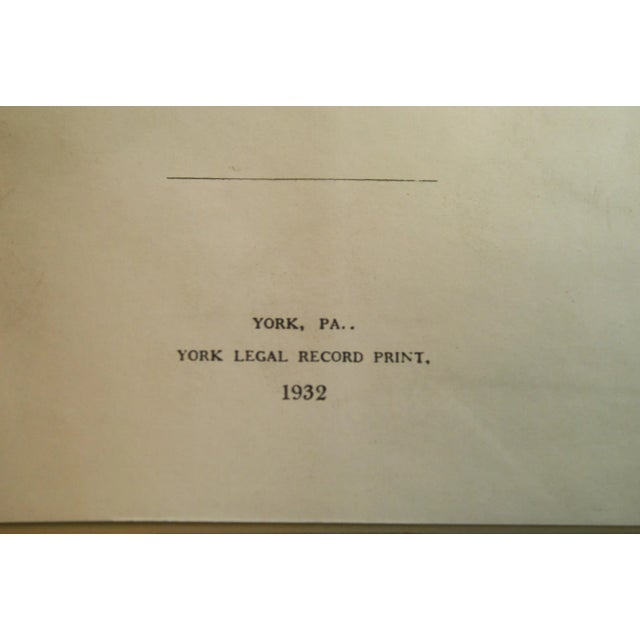 YORK, PA..
YORK LEGAL RECORD PRINT,
1932